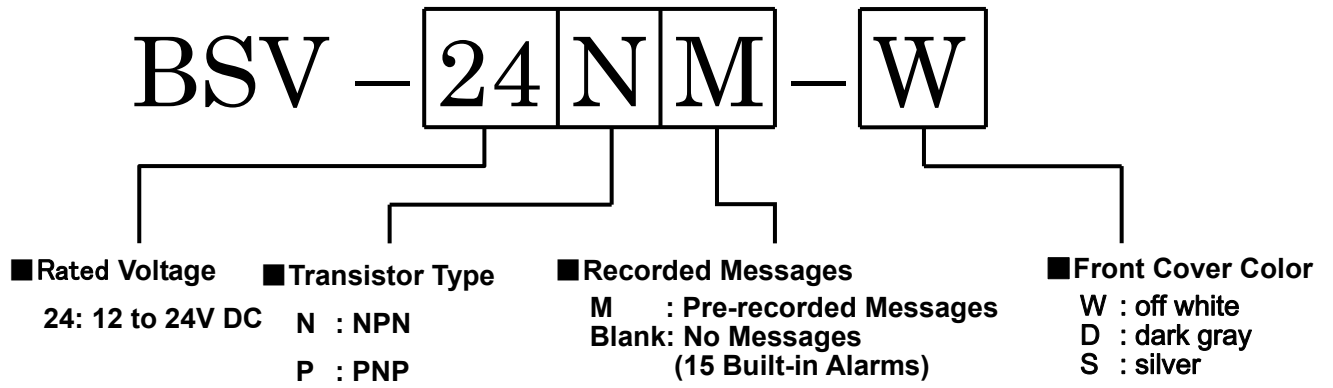 BSV – 24 N M – W
■Rated Voltage
24: 12 to 24V DC
■Transistor Type
N : NPN
P : PNP
■Recorded Messages
M : Pre-recorded Messages
Blank: No Messages
(15 Built-in Alarms)
■Front Cover Color
W : off white
D : dark gray
S : silver